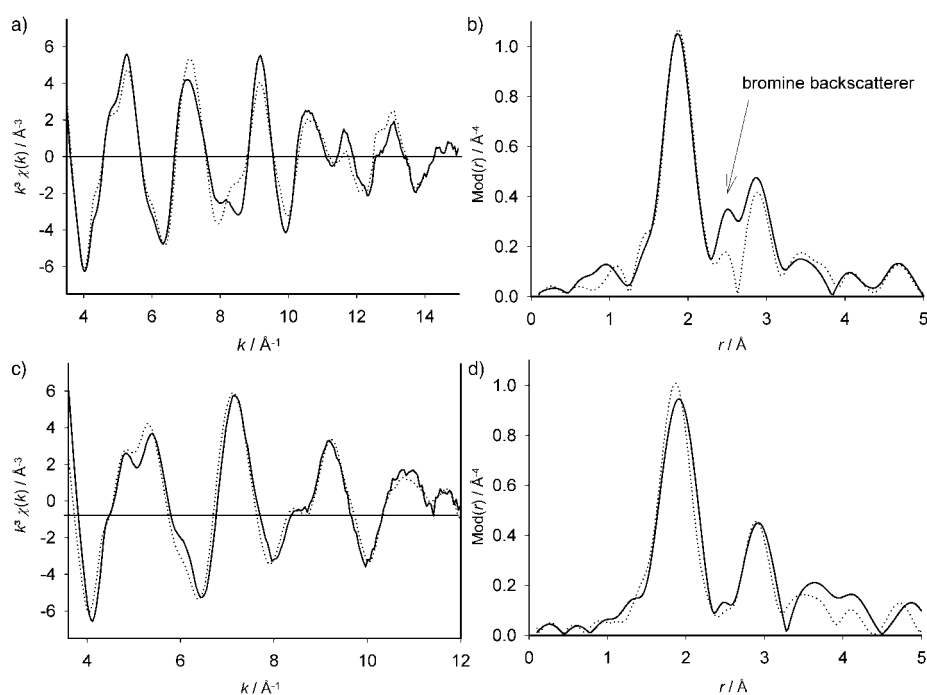 a)
6
4
2
0
-2
-4
-6
k³ χ(k) / Å⁻³
4 6 8 10 12 14
k / Å⁻¹
b)
1.0
0.8
0.6
0.4
0.2
0.0
Mod(r) / Å⁻⁴
bromine backscatterer
0 1 2 3 4 5
r / Å
c)
6
4
2
0
-2
-4
-6
k³ χ(k) / Å⁻³
4 6 8 10 12
k / Å⁻¹
d)
1.0
0.8
0.6
0.4
0.2
0.0
Mod(r) / Å⁻⁴
0 1 2 3 4 5
r / Å